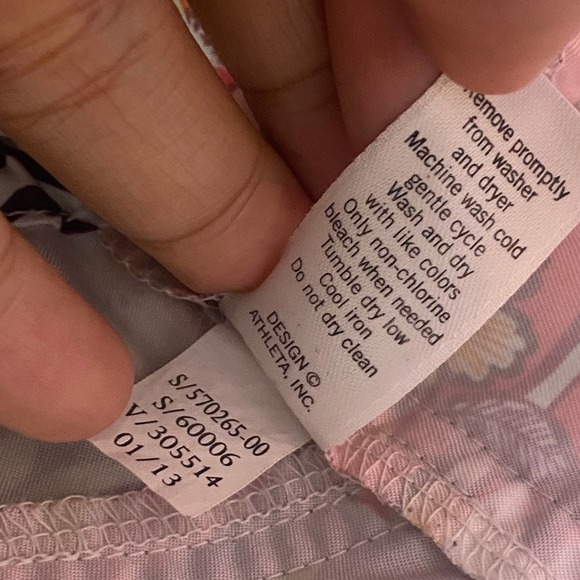 Remove promptly
from washer
and dryer
Machine wash cold
gentle cycle
Wash and dry
with like colors
Only non-chlorine
bleach when needed
Tumble dry low
Cool iron
Do not dry clean
DESIGN ©
ATHLETA, INC.
S/570265-00
S/60006
V/305514
01/13